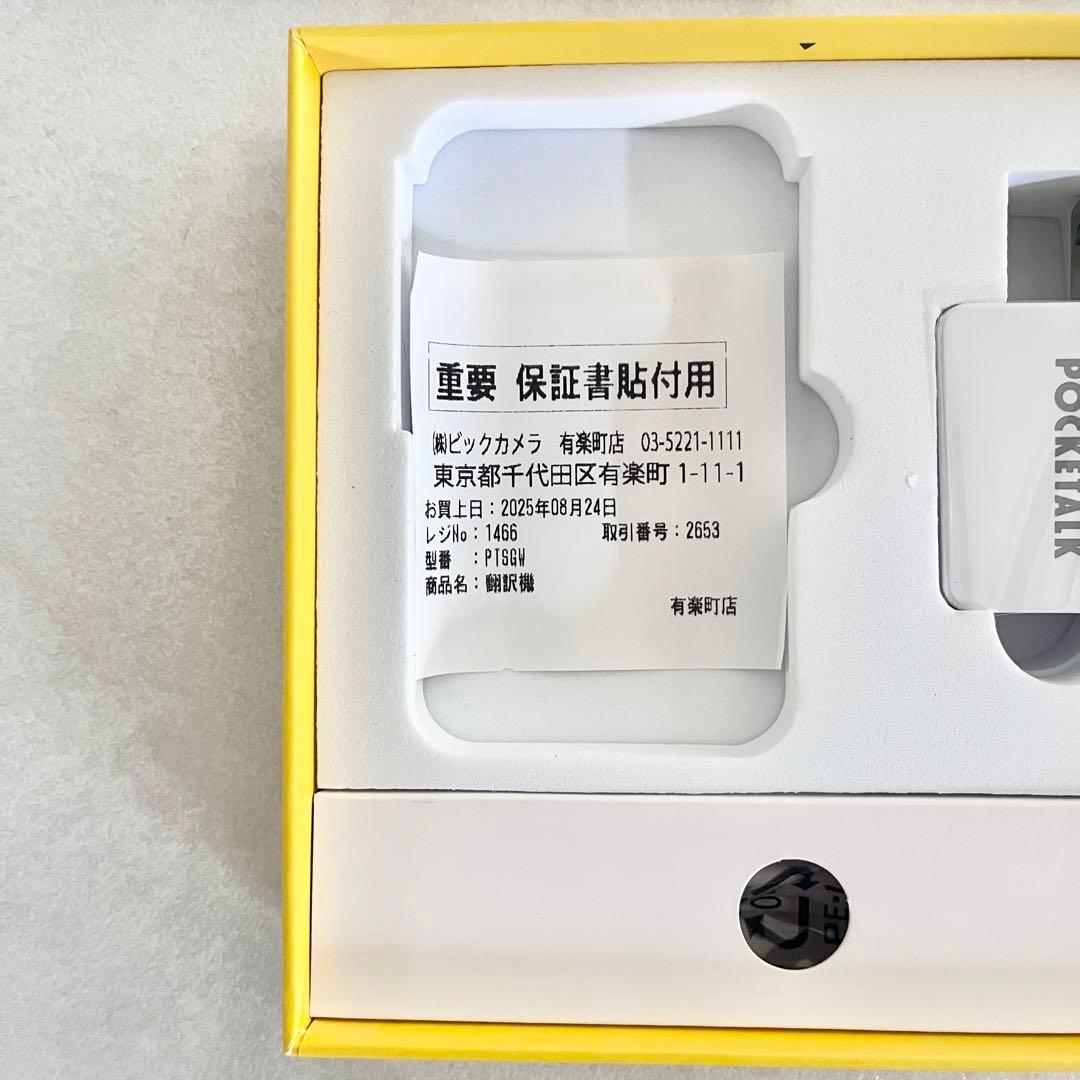 重要 保証書貼付用
㈱ビックカメラ 有楽町店 03-5221-1111
東京都千代田区有楽町 1-11-1
お買上日：2025年08月24日
レジNo：1466 取引番号：2653
型番 ：PTSGW
商品名：翻訳機
有楽町店
POCKETALK